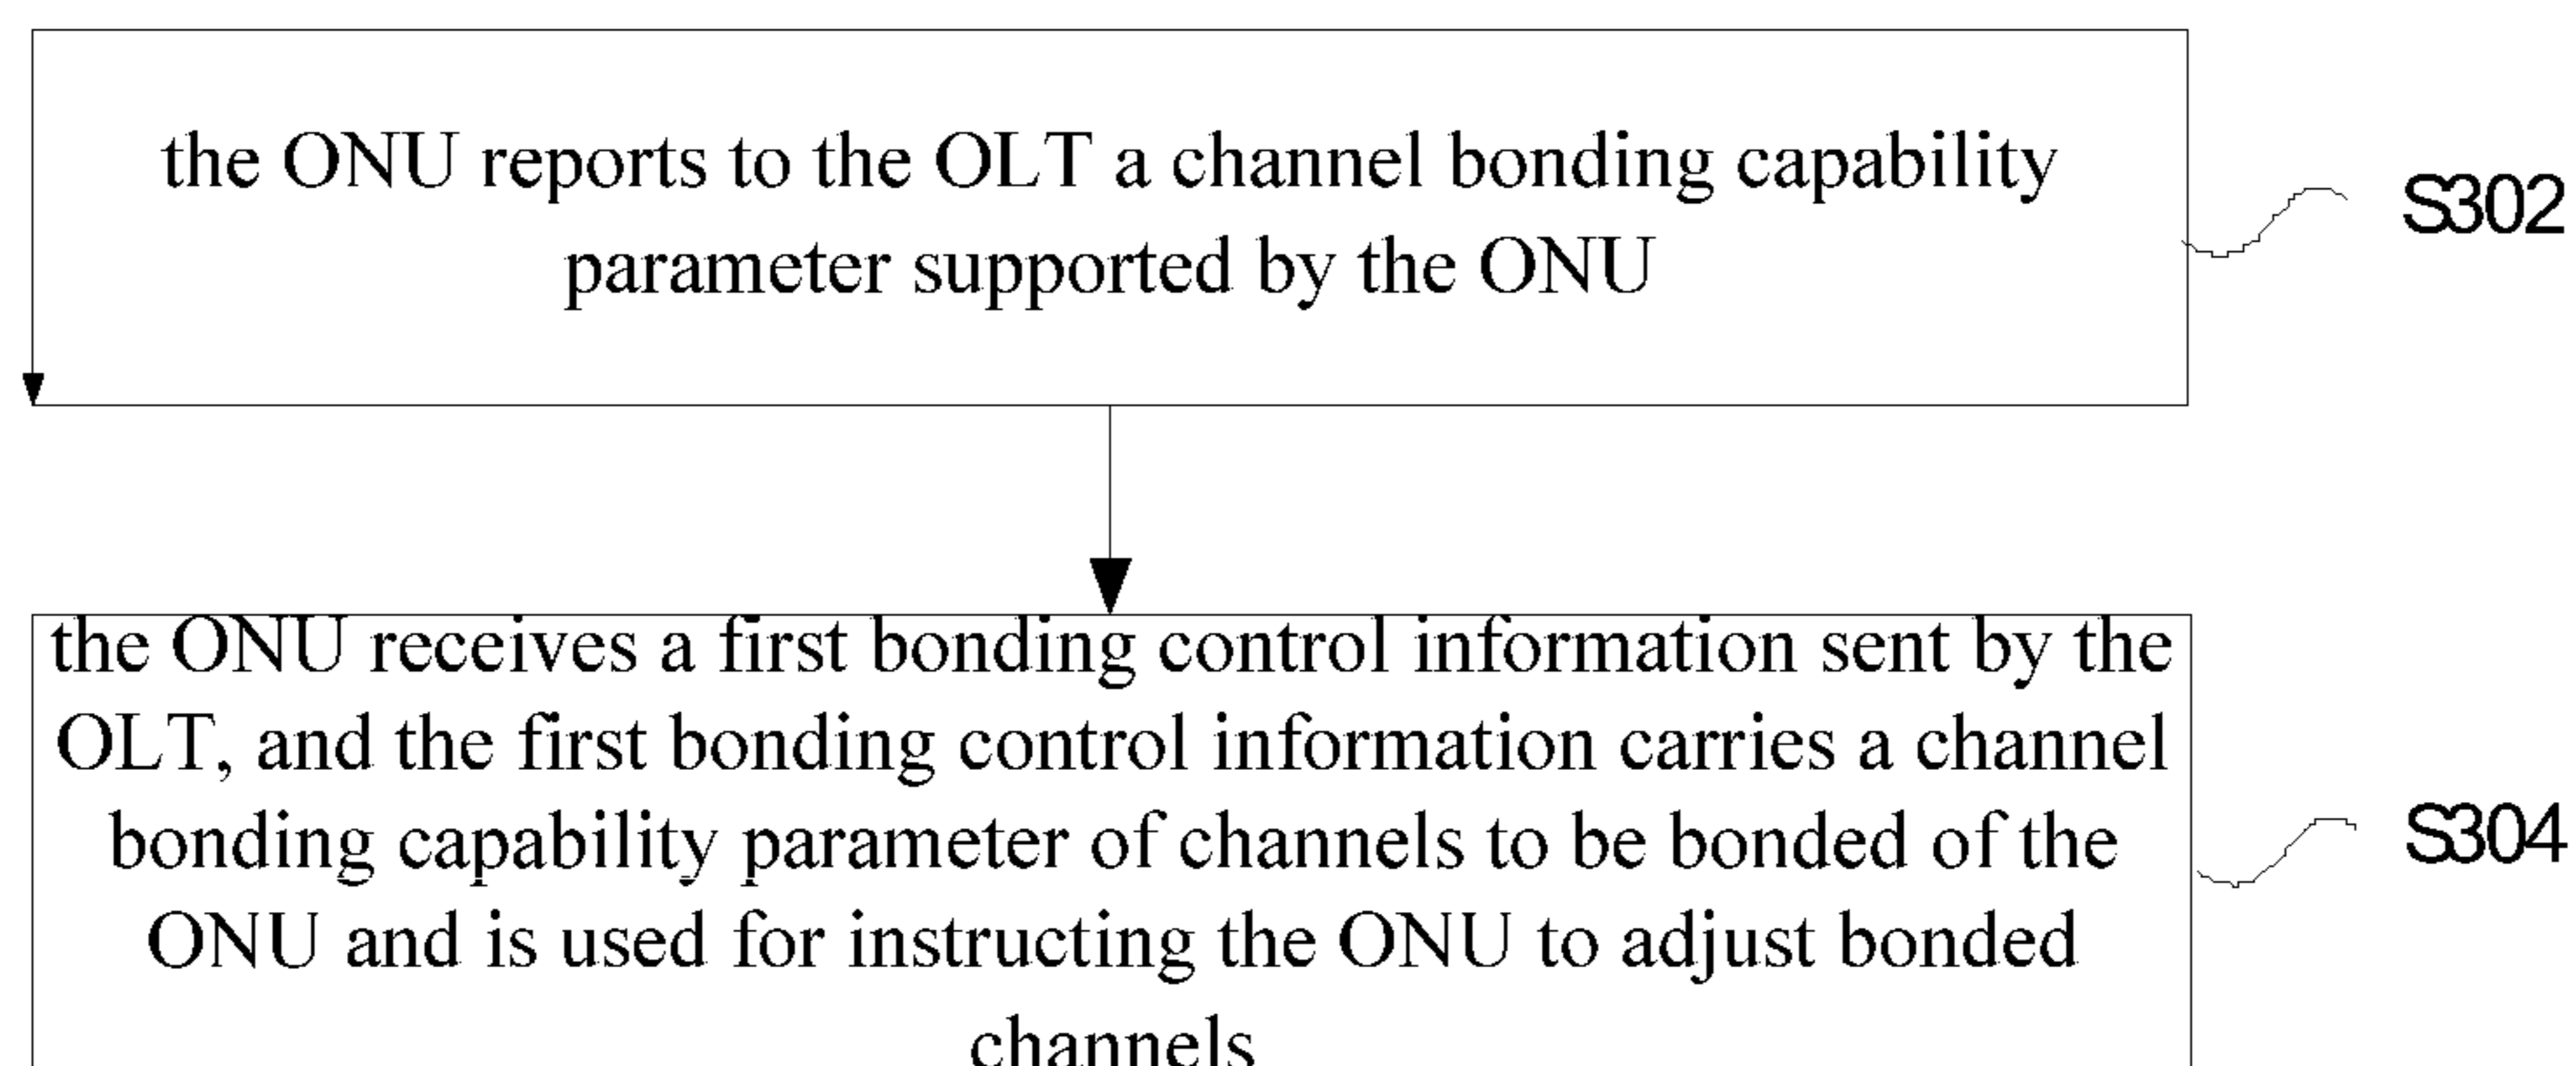 the ONU reports to the OLT a channel bonding capability
parameter supported by the ONU
S302
the ONU receives a first bonding control information sent by the
OLT, and the first bonding control information carries a channel
bonding capability parameter of channels to be bonded of the
ONU and is used for instructing the ONU to adjust bonded
channels
S304